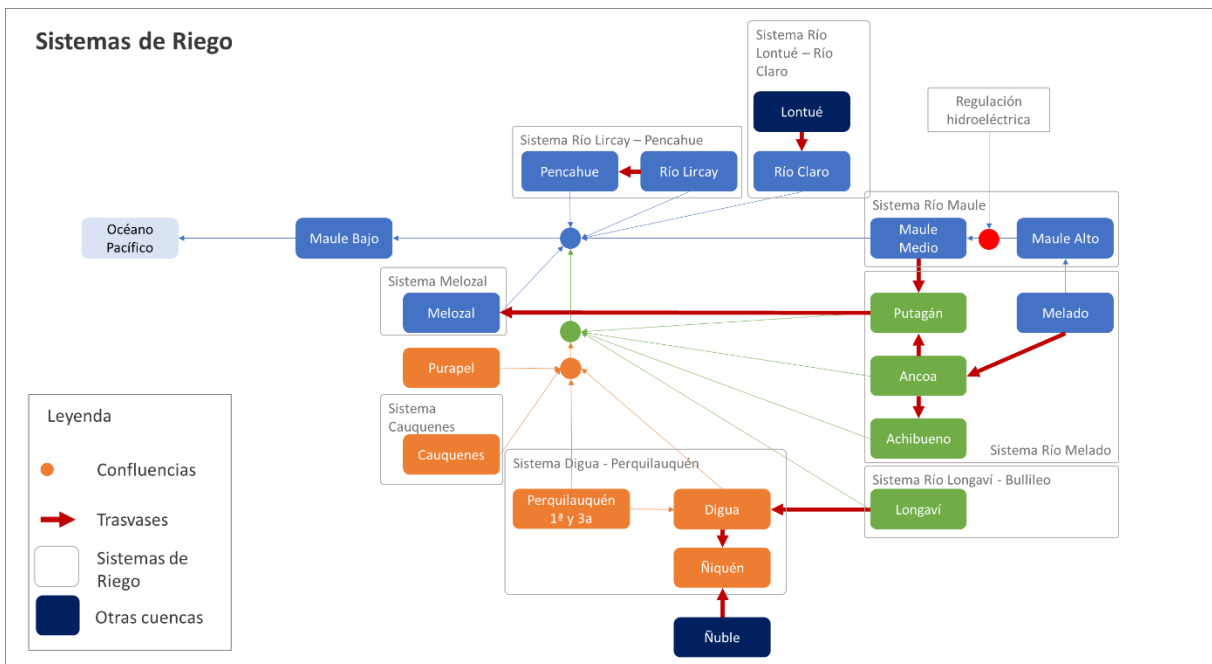 Sistemas de Riego
Sistema Río
Lontué – Río
Claro
Lontué
Río Claro
Regulación
hidroeléctrica
Sistema Río Lircay – Pencahue
Pencahue
Río Lircay
Sistema Río Maule
Maule
Medio
Maule Alto
Océano
Pacífico
Maule Bajo
Sistema Melozal
Melozal
Putagán
Melado
Purapel
Ancoa
Achibueno
Sistema Río Melado
Sistema
Cauquenes
Cauquenes
Sistema Digua - Perquilauquén
Perquilauquén
1ª y 3a
Digua
Ñiquén
Sistema Río Longaví - Bullileo
Longaví
Ñuble
Leyenda
Confluencias
Trasvases
Sistemas de
Riego
Otras cuencas